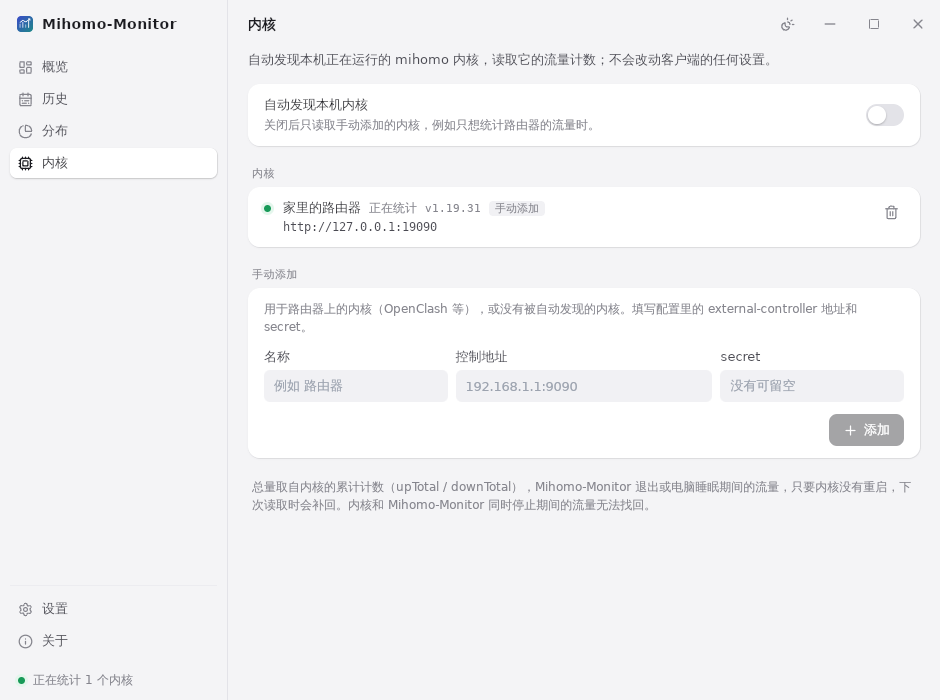 Mihomo-Monitor
概览
历史
分布
内核
设置
关于
正在统计 1 个内核
内核
自动发现本机正在运行的 mihomo 内核，读取它的流量计数；不会改动客户端的任何设置。
自动发现本机内核
关闭后只读取手动添加的内核，例如只想统计路由器的流量时。
内核
家里的路由器 正在统计 v1.19.31 手动添加
http://127.0.0.1:19090
手动添加
用于路由器上的内核（OpenClash 等），或没有被自动发现的内核。填写配置里的 external-controller 地址和
secret。
名称 控制地址 secret
例如 路由器 192.168.1.1:9090 没有可留空
添加
总量取自内核的累计计数（upTotal / downTotal），Mihomo-Monitor 退出或电脑睡眠期间的流量，只要内核没有重启，下
次读取时会补回。内核和 Mihomo-Monitor 同时停止期间的流量无法找回。